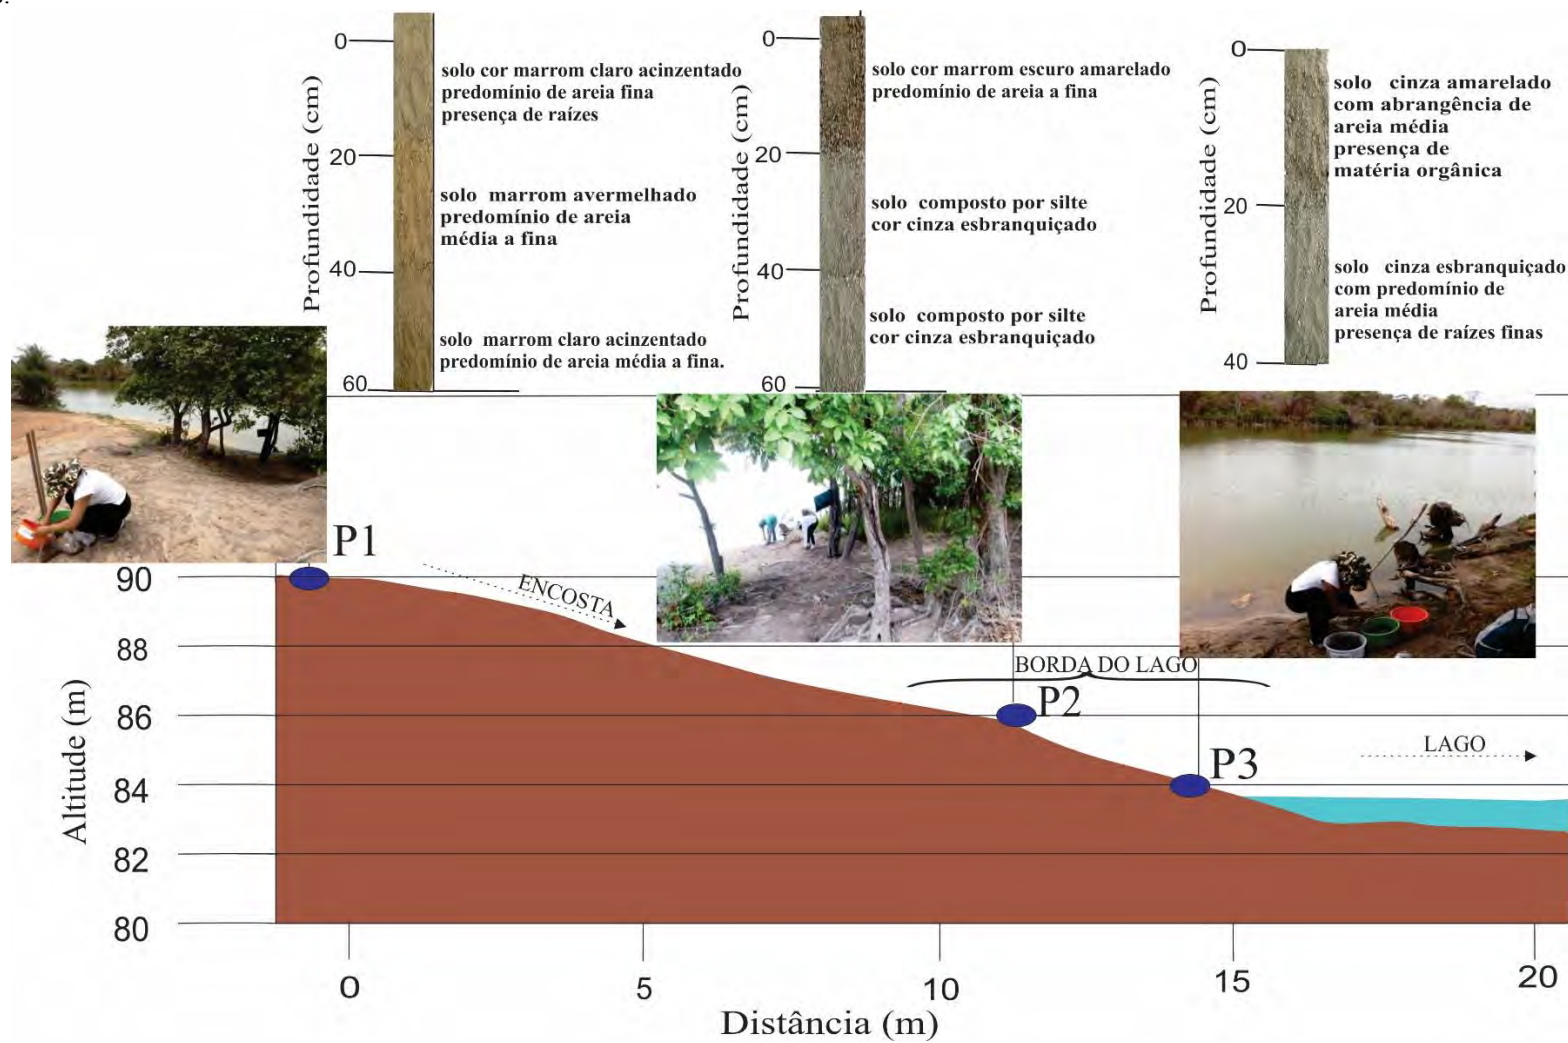 Profundidade (cm)
0
20
40
60
solo cor marrom claro acinzentado
predomínio de areia fina
presença de raízes
solo marrom avermelhado
predomínio de areia
média a fina
solo marrom claro acinzentado
predomínio de areia média a fina.
Profundidade (cm)
0
20
40
60
solo cor marrom escuro amarelado
predomínio de areia a fina
solo composto por silte
cor cinza esbranquiçado
solo composto por silte
cor cinza esbranquiçado
Profundidade (cm)
0
20
40
solo cinza amarelado
com abrangência de
areia média
presença de
matéria orgânica
solo cinza esbranquiçado
com predomínio de
areia média
presença de raízes finas
P1
ENCOSTA
BORDA DO LAGO
P2
P3
LAGO
Altitude (m)
90
88
86
84
82
80
0
5
10
15
20
Distância (m)